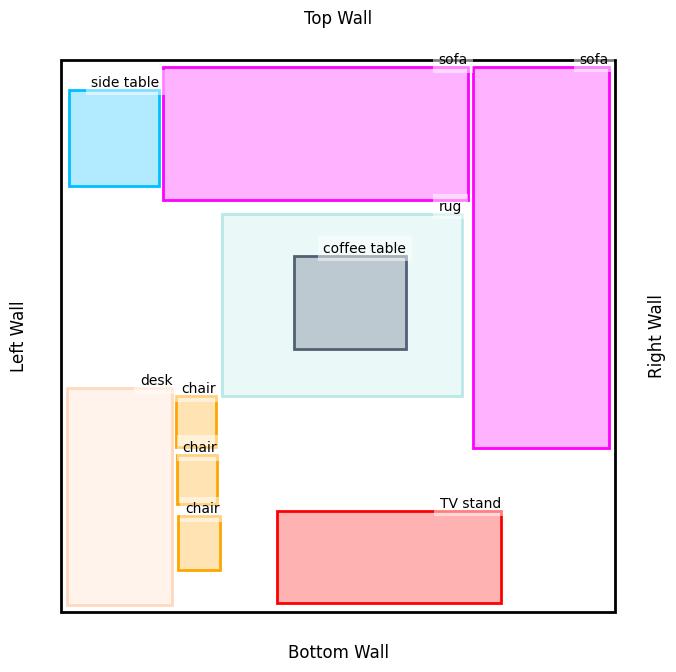 Top Wall
sofa
sofa
side table
rug
coffee table
Left Wall
Right Wall
desk
chair
chair
chair
TV stand
Bottom Wall